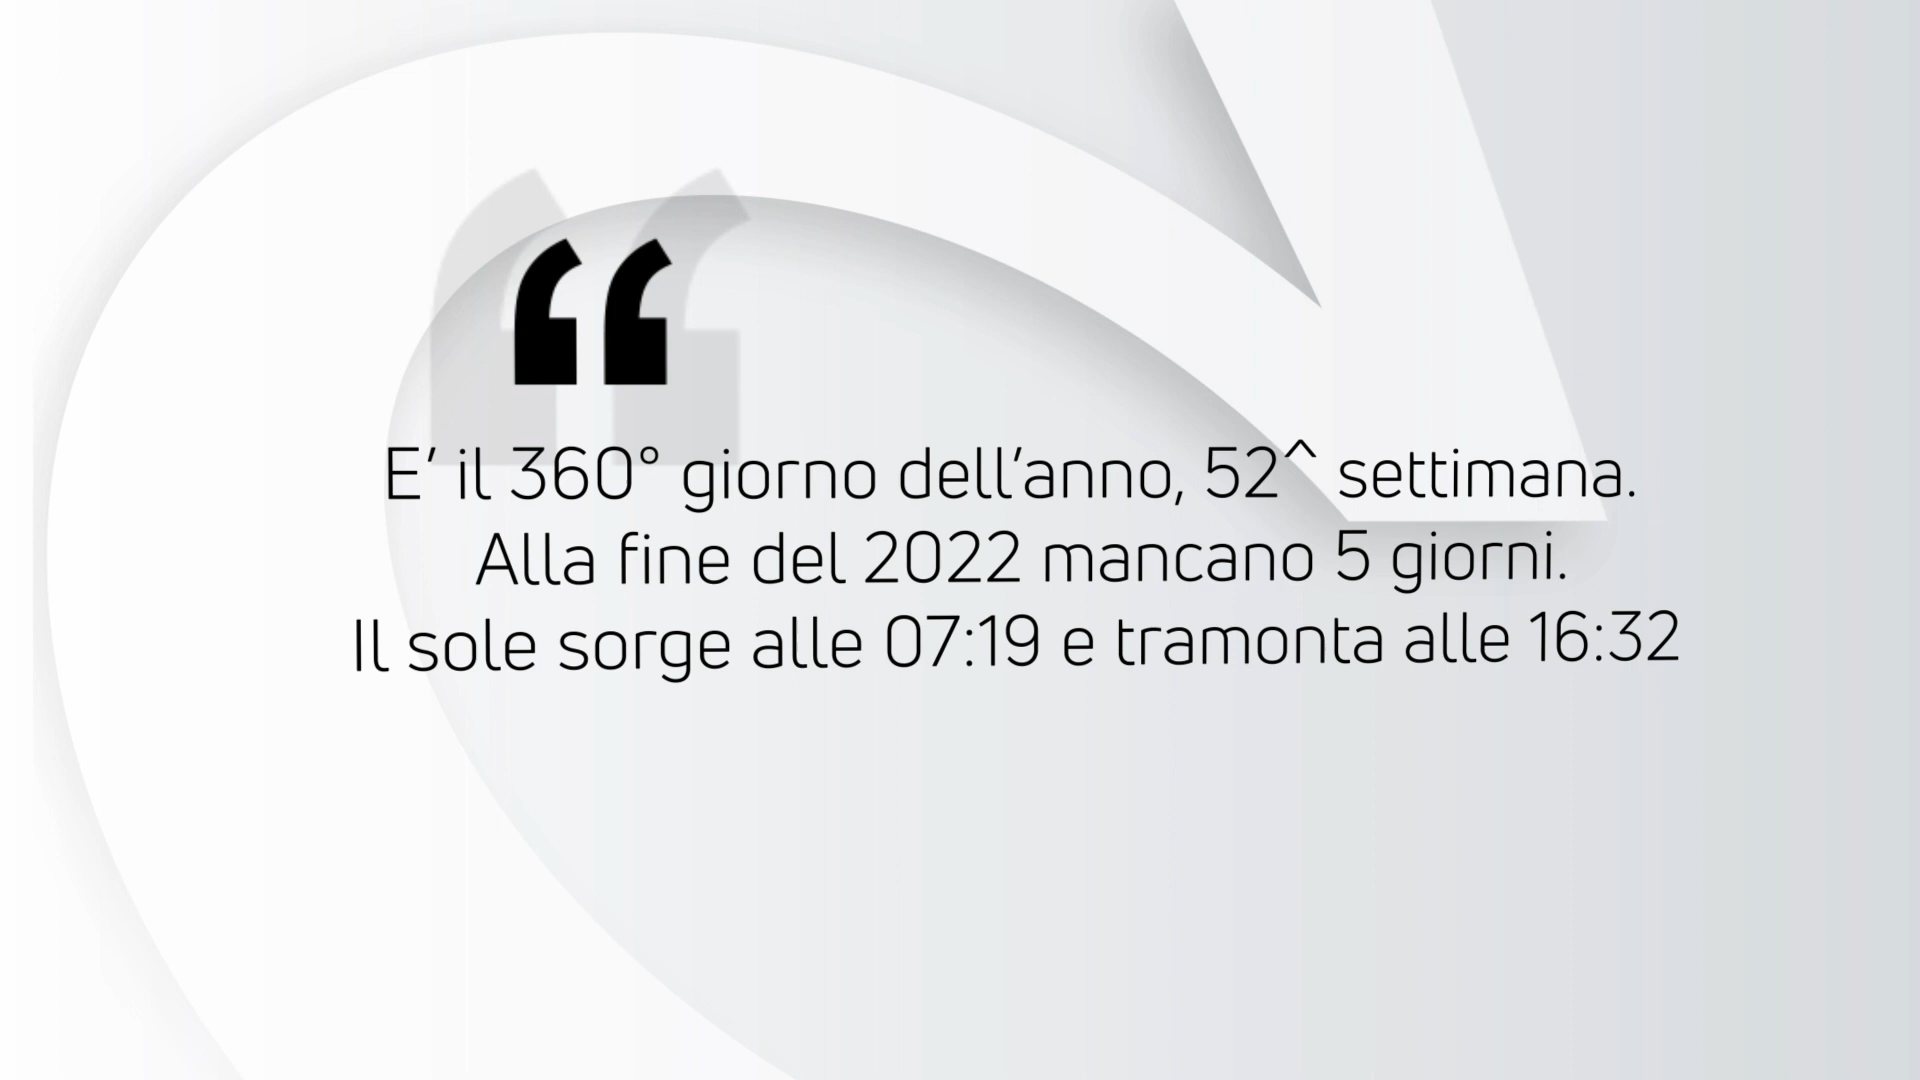 “
E’ il 360° giorno dell’anno, 52^ settimana.
Alla fine del 2022 mancano 5 giorni.
Il sole sorge alle 07:19 e tramonta alle 16:32